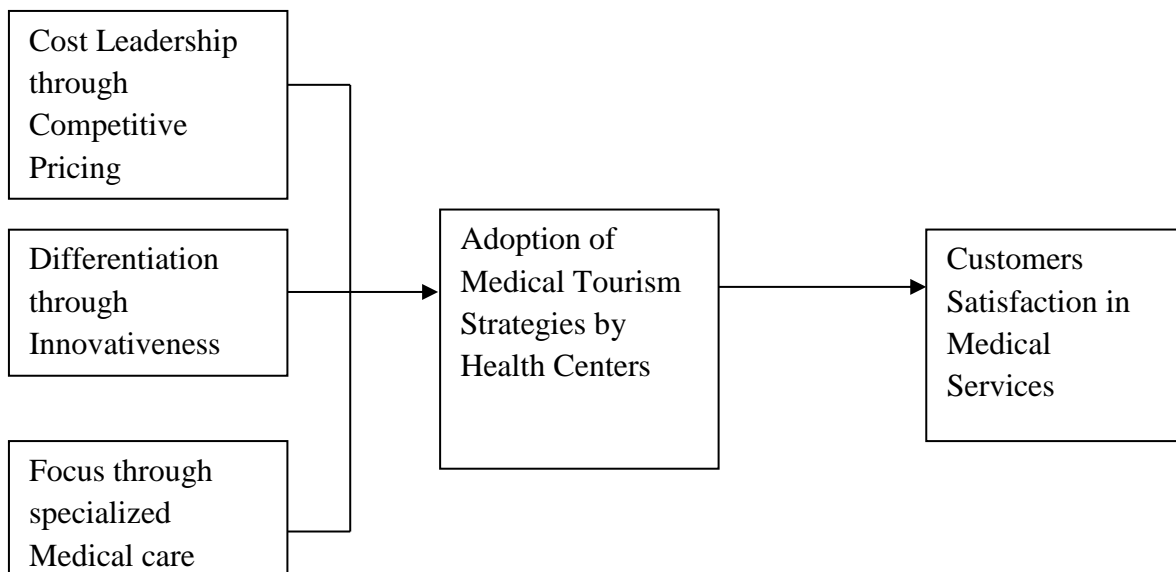 Cost Leadership
through
Competitive
Pricing
Differentiation
through
Innovativeness
Focus through
specialized
Medical care
Adoption of
Medical Tourism
Strategies by
Health Centers
Customers
Satisfaction in
Medical
Services